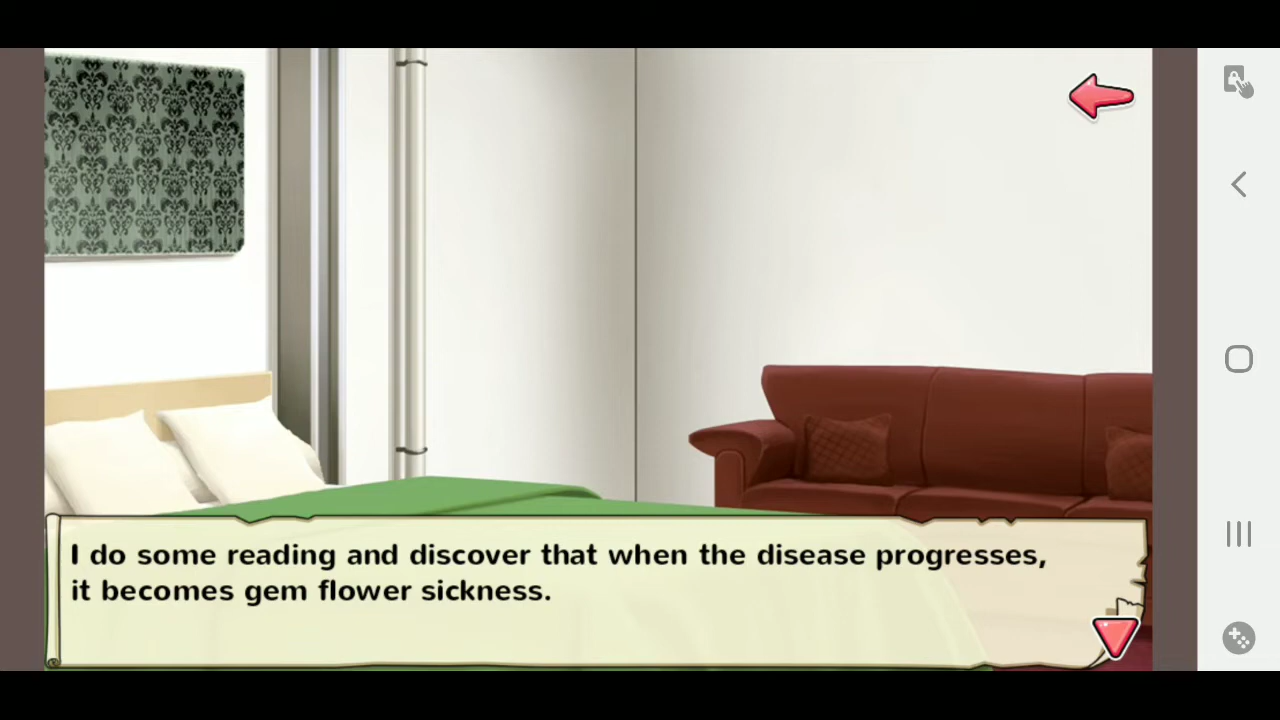 I do some reading and discover that when the disease progresses,
it becomes gem flower sickness.